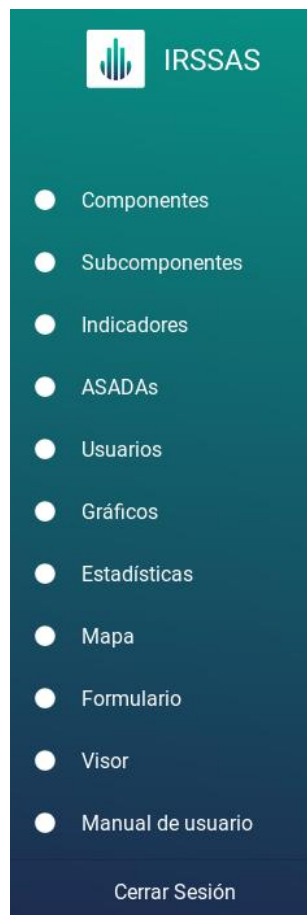 IRSSAS
Componentes
Subcomponentes
Indicadores
ASADAs
Usuarios
Gráficos
Estadísticas
Mapa
Formulario
Visor
Manual de usuario
Cerrar Sesión